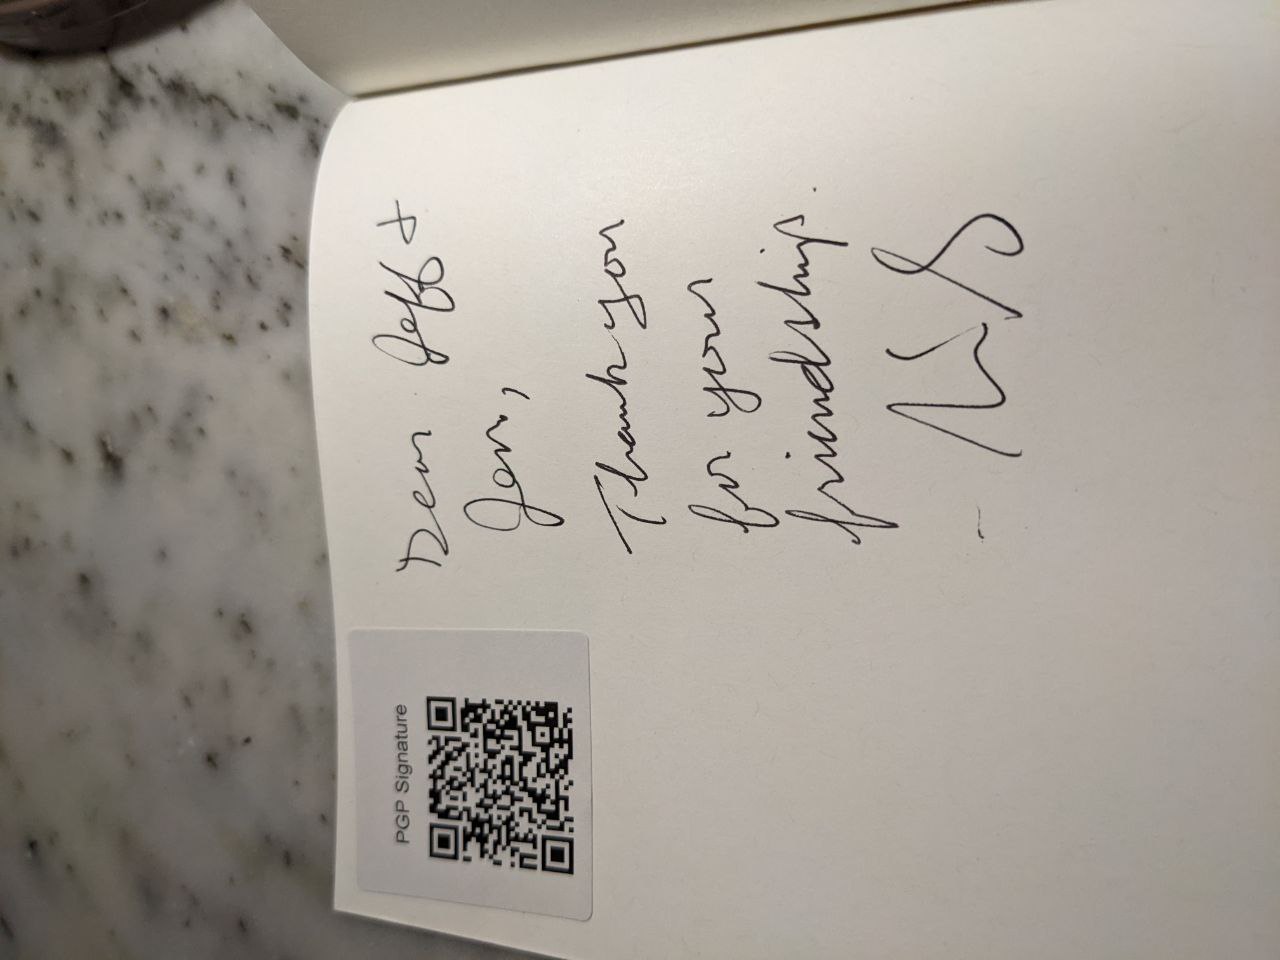 PGP Signature
Dear Jeff +
Jen,
Thank you
for your
friendship.